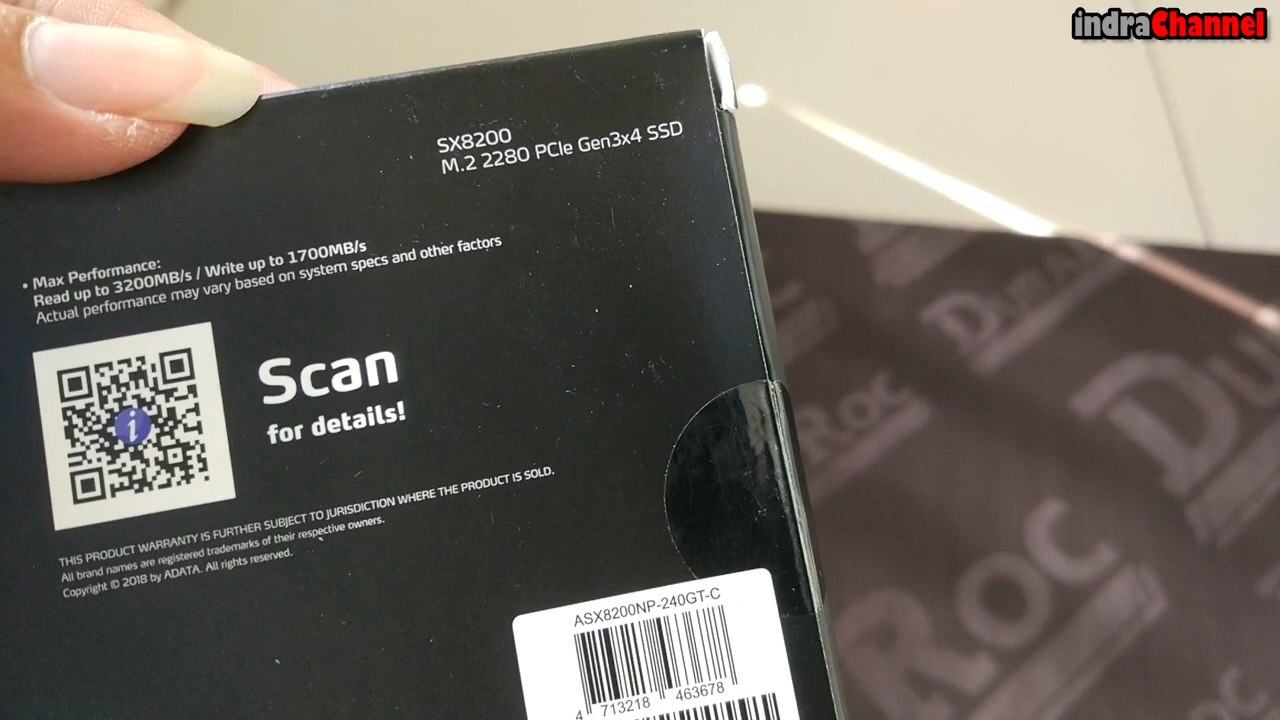 indraChannel
SX8200
M.2 2280 PCIe Gen3x4 SSD
• Max Performance:
Read up to 3200MB/s / Write up to 1700MB/s
Actual performance may vary based on system specs and other factors
Scan
for details!
THIS PRODUCT WARRANTY IS FURTHER SUBJECT TO JURISDICTION WHERE THE PRODUCT IS SOLD.
All brand names are registered trademarks of their respective owners.
Copyright © 2018 by ADATA. All rights reserved.
ASX8200NP-240GT-C
4 713218 463678
Roc
Roc